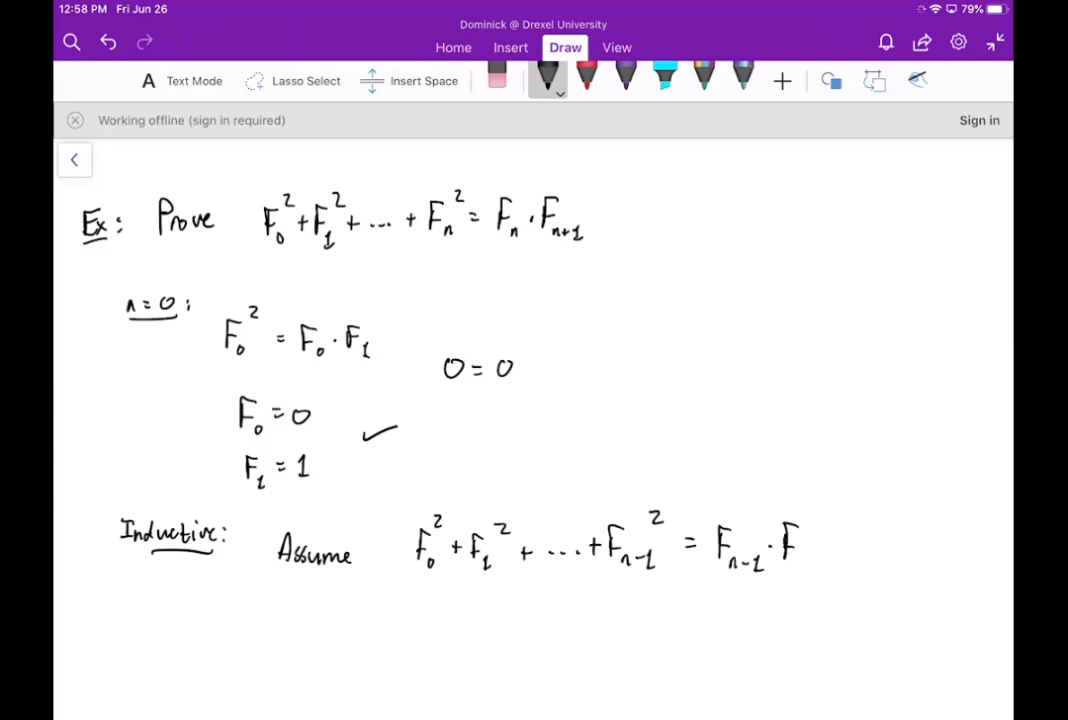 12:58 PM Fri Jun 26
79%
Dominick @ Drexel University
Home Insert Draw View
Text Mode Lasso Select Insert Space
Working offline (sign in required) Sign in
Ex: Prove F₀² + F₁² + ... + Fₙ² = Fₙ · Fₙ₊₁
n = 0:
F₀² = F₀ · F₁
0 = 0
F₀ = 0 ✓
F₁ = 1
Inductive: Assume F₀² + F₁² + ... + Fₙ₋₁² = Fₙ₋₁ · F